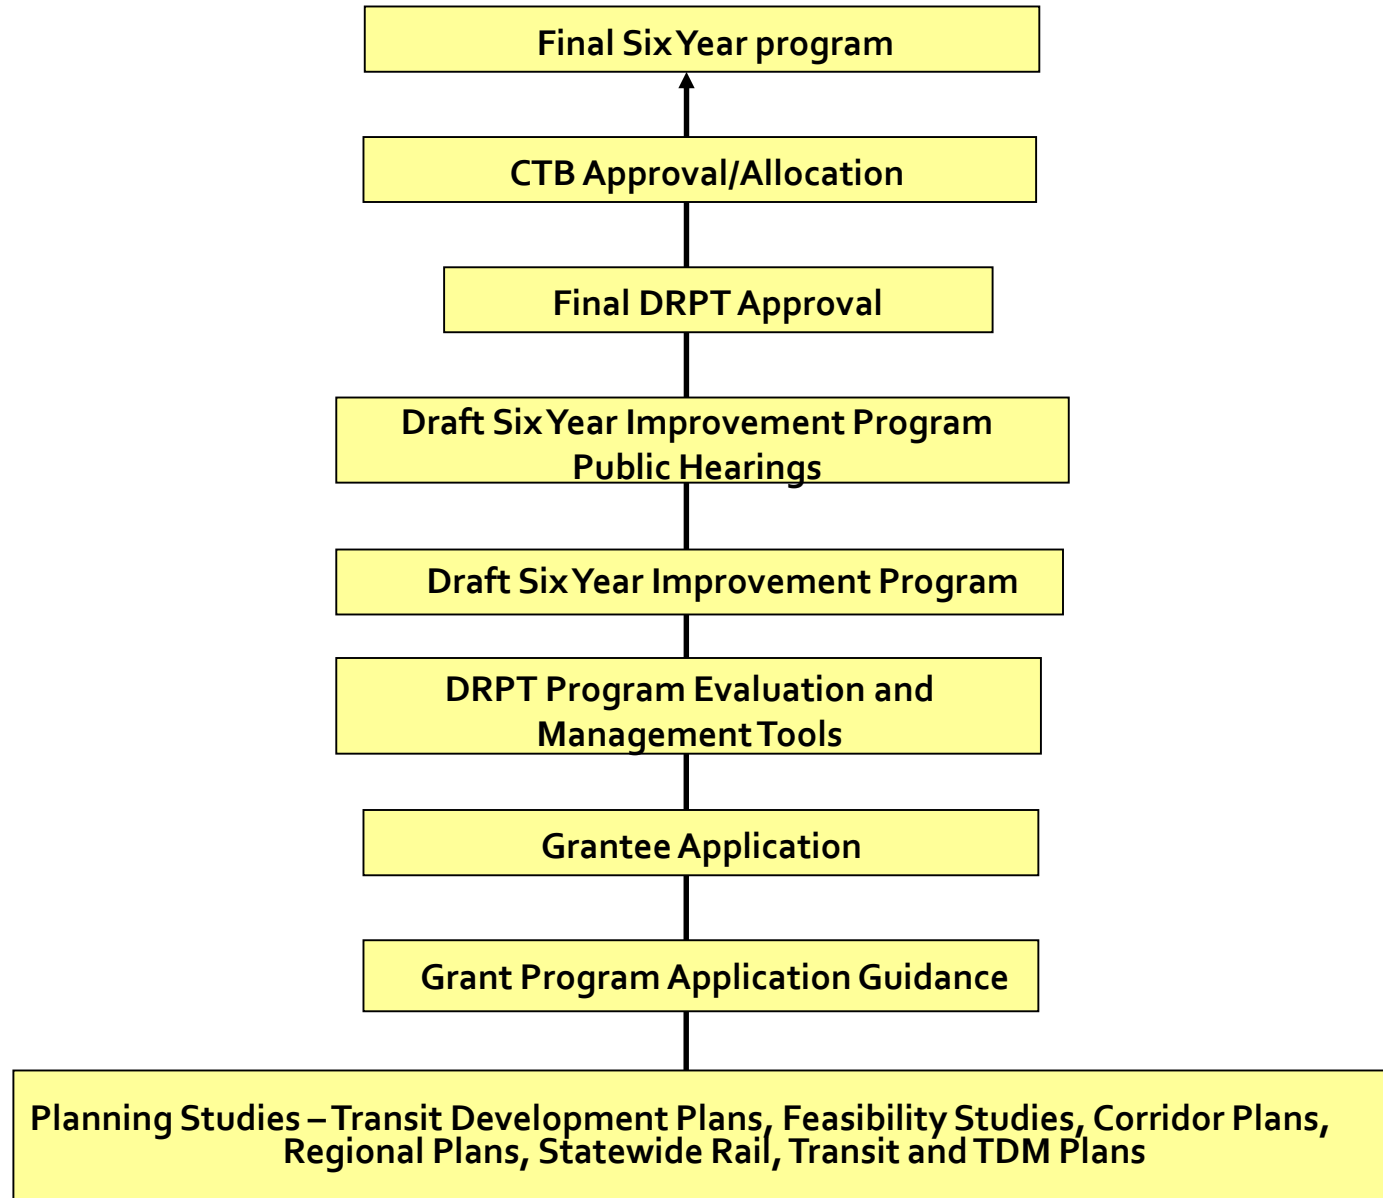 Final Six Year program
CTB Approval/Allocation
Final DRPT Approval
Draft Six Year Improvement Program
Public Hearings
Draft Six Year Improvement Program
DRPT Program Evaluation and
Management Tools
Grantee Application
Grant Program Application Guidance
Planning Studies – Transit Development Plans, Feasibility Studies, Corridor Plans,
Regional Plans, Statewide Rail, Transit and TDM Plans